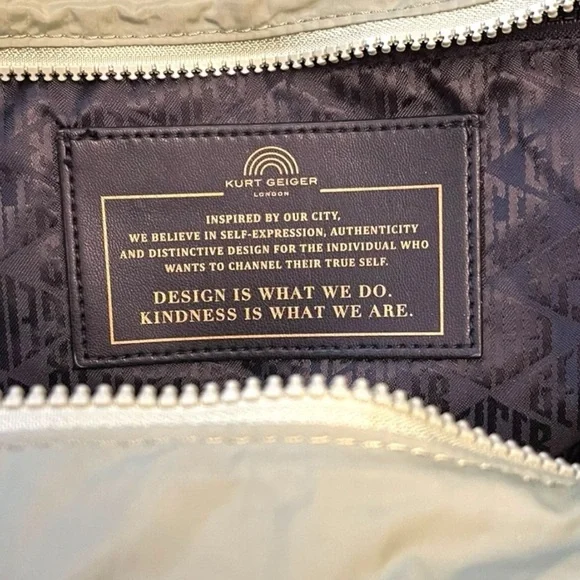 KURT GEIGER
LONDON
INSPIRED BY OUR CITY,
WE BELIEVE IN SELF-EXPRESSION, AUTHENTICITY
AND DISTINCTIVE DESIGN FOR THE INDIVIDUAL WHO
WANTS TO CHANNEL THEIR TRUE SELF.
DESIGN IS WHAT WE DO.
KINDNESS IS WHAT WE ARE.